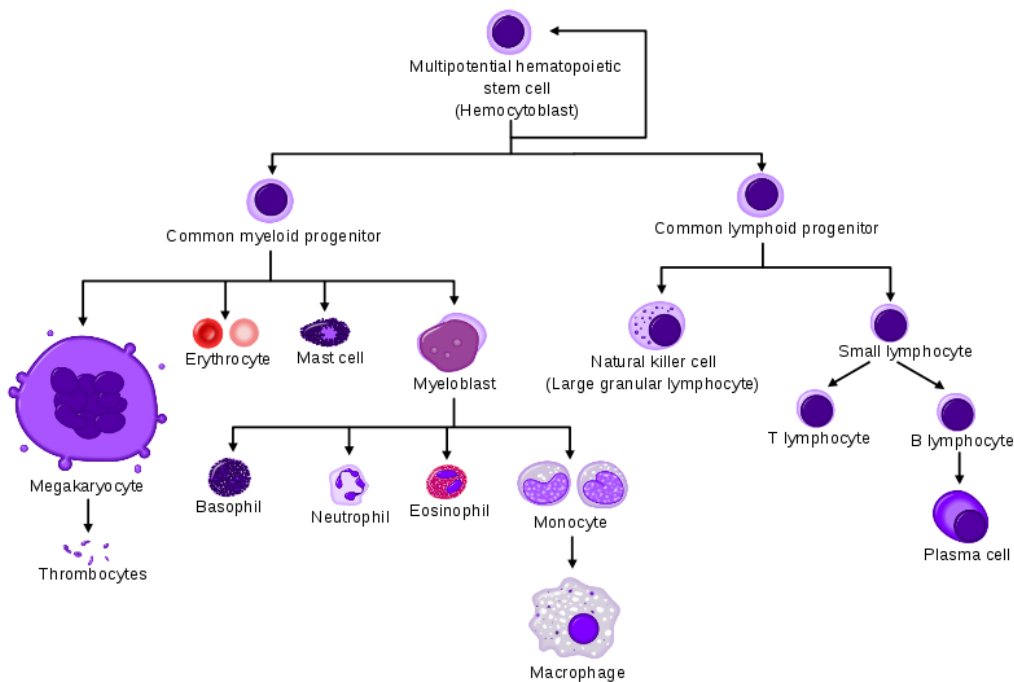 Multipotential hematopoietic
stem cell
(Hemocytoblast)
Common myeloid progenitor
Common lymphoid progenitor
Erythrocyte
Mast cell
Myeloblast
Natural killer cell
(Large granular lymphocyte)
Small lymphocyte
T lymphocyte
B lymphocyte
Megakaryocyte
Basophil
Neutrophil
Eosinophil
Monocyte
Plasma cell
Thrombocytes
Macrophage